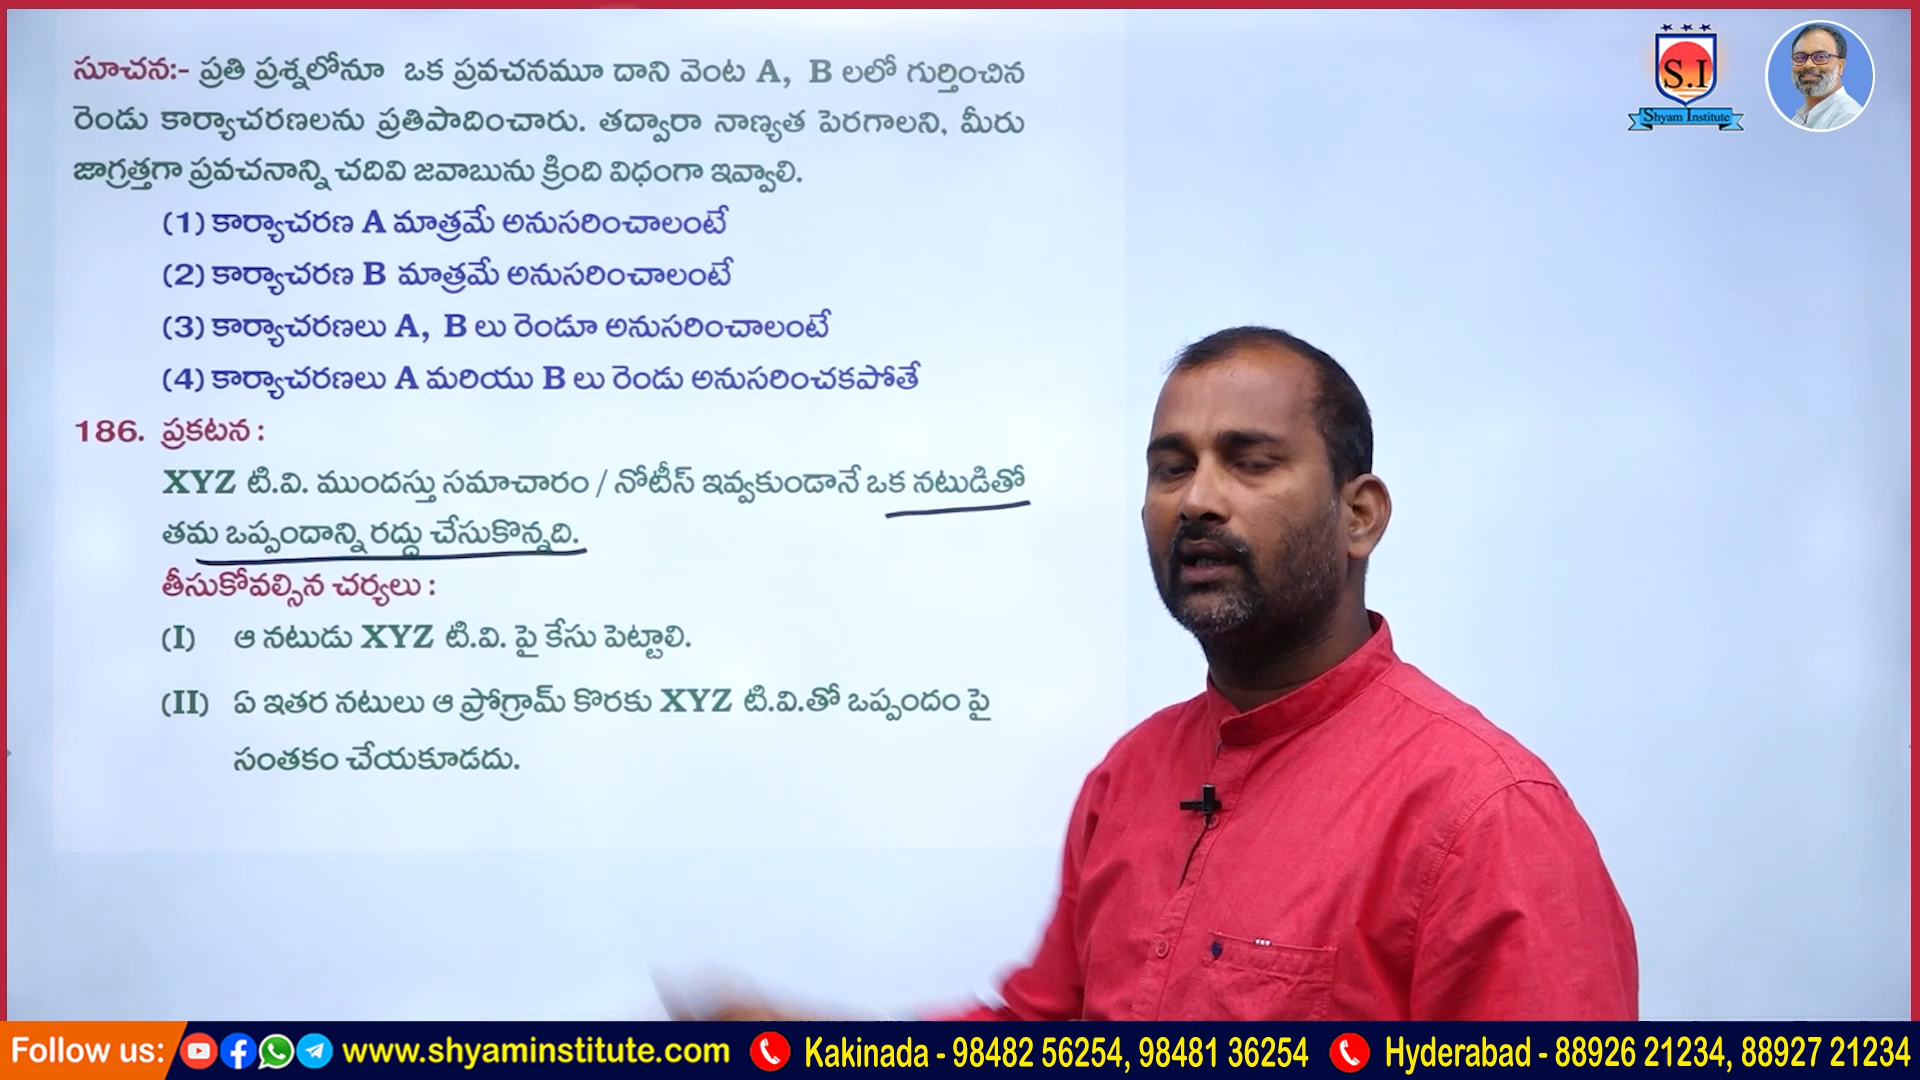 సూచన:- ప్రతి ప్రశ్నలోనూ ఒక ప్రవచనమూ దాని వెంట A, B లలో గుర్తించిన
రెండు కార్యాచరణలను ప్రతిపాదించారు. తద్వారా నాణ్యత పెరగాలని, మీరు
జాగ్రత్తగా ప్రవచనాన్ని చదివి జవాబును క్రింది విధంగా ఇవ్వాలి.
(1) కార్యాచరణ A మాత్రమే అనుసరించాలంటే
(2) కార్యాచరణ B మాత్రమే అనుసరించాలంటే
(3) కార్యాచరణలు A, B లు రెండూ అనుసరించాలంటే
(4) కార్యాచరణలు A మరియు B లు రెండు అనుసరించకపోతే
186. ప్రకటన :
XYZ టి.వి. ముందస్తు సమాచారం / నోటీస్ ఇవ్వకుండానే ఒక నటుడితో
తమ ఒప్పందాన్ని రద్దు చేసుకొన్నది.
తీసుకోవల్సిన చర్యలు :
(I) ఆ నటుడు XYZ టి.వి. పై కేసు పెట్టాలి.
(II) ఏ ఇతర నటులు ఆ ప్రోగ్రామ్ కొరకు XYZ టి.వి.తో ఒప్పందం పై
సంతకం చేయకూడదు.
S.I
Shyam Institute
Follow us: www.shyaminstitute.com Kakinada - 98482 56254, 98481 36254 Hyderabad - 88926 21234, 88927 21234